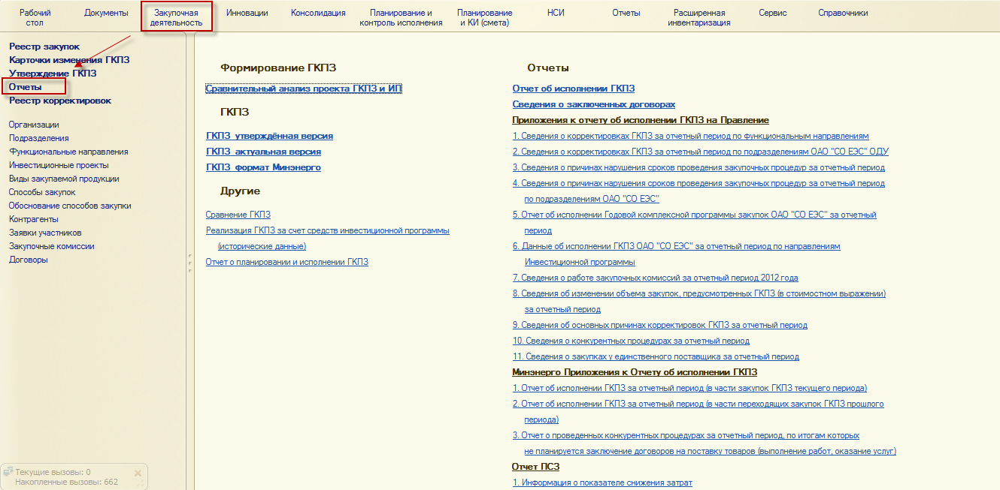 Рабочий
стол
Документы
Закупочная
деятельность
Инновации
Консолидация
Планирование и
контроль исполнения
Планирование
и КИ (смета)
НСИ
Отчеты
Расширенная
инвентаризация
Сервис
Справочники
Реестр закупок
Карточки изменения ГКПЗ
Утверждение ГКПЗ
Отчеты
Реестр корректировок
Организации
Подразделения
Функциональные направления
Инвестиционные проекты
Виды закупаемой продукции
Способы закупок
Обоснование способов закупки
Контрагенты
Заявки участников
Закупочные комиссии
Договоры
Текущие вызовы: 0
Накопленные вызовы: 662
Формирование ГКПЗ
Сравнительный анализ проекта ГКПЗ и ИП
ГКПЗ
ГКПЗ утверждённая версия
ГКПЗ актуальная версия
ГКПЗ формат Минэнерго
Другие
Сравнение ГКПЗ
Реализация ГКПЗ за счет средств инвестиционной программы
(исторические данные)
Отчет о планировании и исполнении ГКПЗ
Отчеты
Отчет об исполнении ГКПЗ
Сведения о заключенных договорах
Приложения к отчету об исполнении ГКПЗ на Правление
1. Сведения о корректировках ГКПЗ за отчетный период по функциональным направлениям
2. Сведения о корректировках ГКПЗ за отчетный период по подразделениям ОАО "СО ЕЭС" ОДУ
3. Сведения о причинах нарушения сроков проведения закупочных процедур за отчетный период
4. Сведения о причинах нарушения сроков проведения закупочных процедур за отчетный период
по подразделениям ОАО "СО ЕЭС"
5. Отчет об исполнении Годовой комплексной программы закупок ОАО "СО ЕЭС" за отчетный
период
6. Данные об исполнении ГКПЗ ОАО "СО ЕЭС" за отчетный период по направлениям
Инвестиционной программы
7. Сведения о работе закупочных комиссий за отчетный период 2012 года
8. Сведения об изменении объема закупок, предусмотренных ГКПЗ (в стоимостном выражении)
за отчетный период
9. Сведения об основных причинах корректировок ГКПЗ за отчетный период
10. Сведения о конкурентных процедурах за отчетный период
11. Сведения о закупках у единственного поставщика за отчетный период
Минэнерго Приложения к Отчету об исполнении ГКПЗ
1. Отчет об исполнении ГКПЗ за отчетный период (в части закупок ГКПЗ текущего периода)
2. Отчет об исполнении ГКПЗ за отчетный период (в части переходящих закупок ГКПЗ прошлого
периода)
3. Отчет о проведенных конкурентных процедурах за отчетный период, по итогам которых
не планируется заключение договоров на поставку товаров (выполнение работ, оказание услуг)
Отчет ПСЗ
1. Информация о показателе снижения затрат